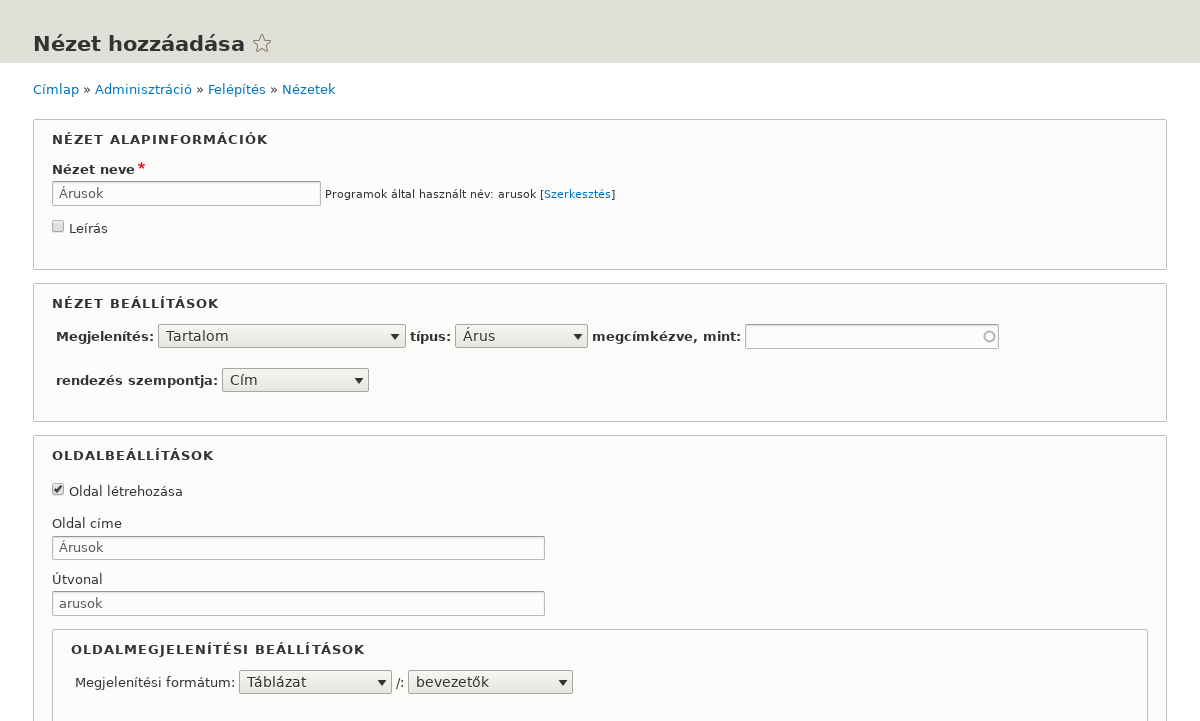 Nézet hozzáadása
Címlap » Adminisztráció » Felépítés » Nézetek
NÉZET ALAPINFORMÁCIÓK
Nézet neve*
Árusok Programok által használt név: arusok [Szerkesztés]
Leírás
NÉZET BEÁLLÍTÁSOK
Megjelenítés: Tartalom típus: Árus megcímkézve, mint:
rendezés szempontja: Cím
OLDALBEÁLLÍTÁSOK
Oldal létrehozása
Oldal címe
Árusok
Útvonal
arusok
OLDALMEGJELENÍTÉSI BEÁLLÍTÁSOK
Megjelenítési formátum: Táblázat /: bevezetők